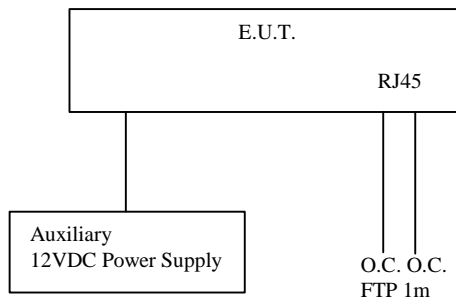 E.U.T.
RJ45
Auxiliary
12VDC Power Supply
O.C. O.C.
FTP 1m